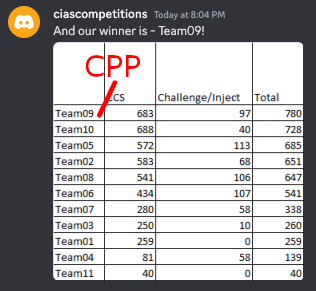 ciascompetitions Today at 8:04 PM
And our winner is - Team09!
CPP
CCS Challenge/Inject Total
Team09 683 97 780
Team10 688 40 728
Team05 572 113 685
Team02 583 68 651
Team08 541 106 647
Team06 434 107 541
Team07 280 58 338
Team03 250 10 260
Team01 259 0 259
Team04 81 58 139
Team11 40 0 40